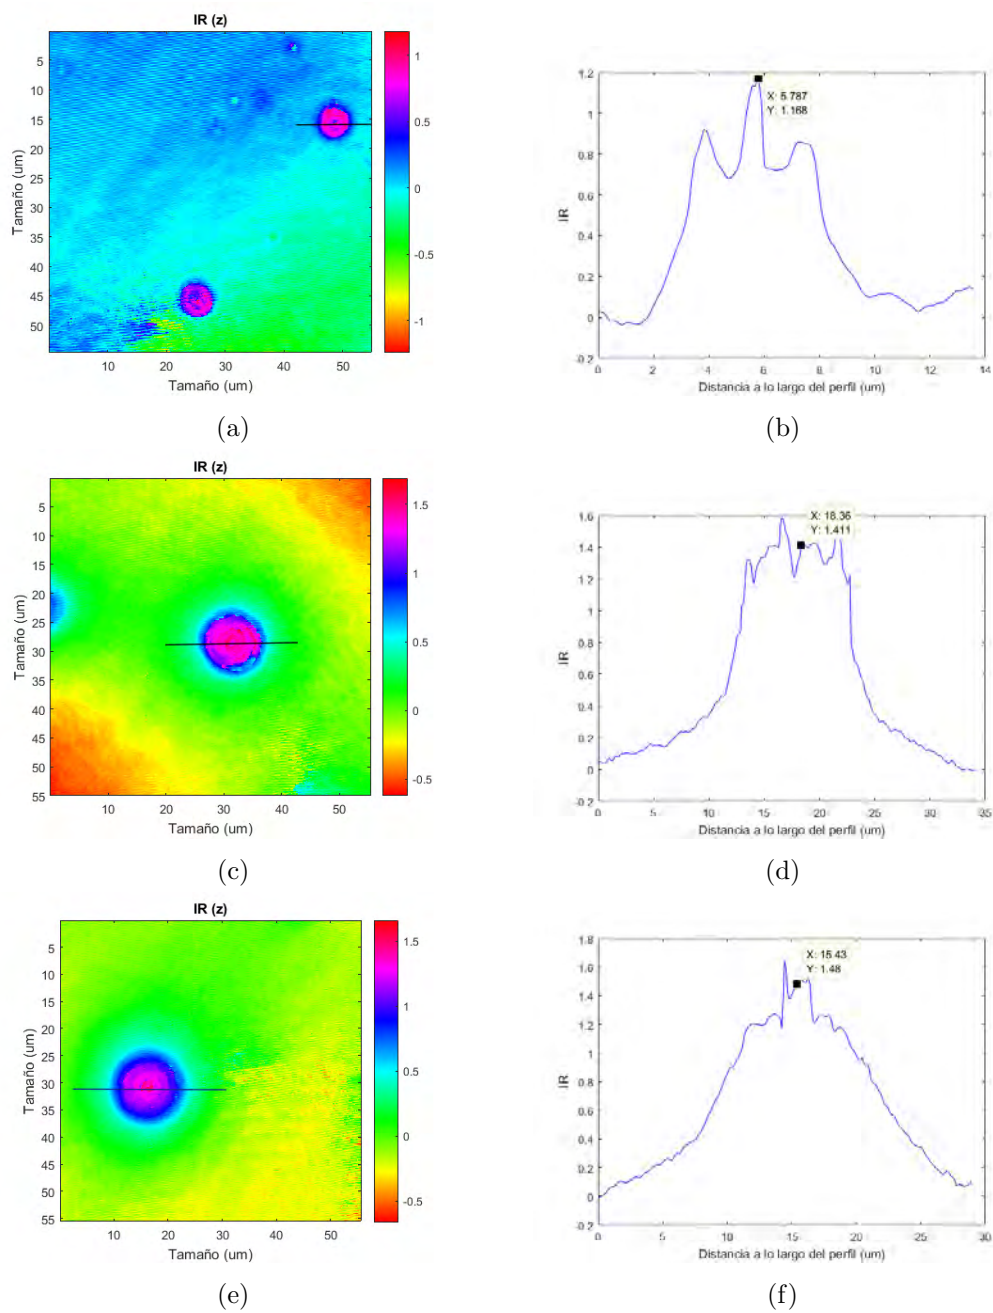 IR (z)
Tamaño (um)
5
10
15
20
25
30
35
40
45
50
10 20 30 40 50
Tamaño (um)
1
0.5
0
-0.5
-1
(a)
1.2
1
0.8
0.6
0.4
0.2
0
-0.2
IR
X: 5.787
Y: 1.168
0 2 4 6 8 10 12 14
Distancia a lo largo del perfil (um)
(b)
IR (z)
Tamaño (um)
5
10
15
20
25
30
35
40
45
50
55
10 20 30 40 50
Tamaño (um)
1.5
1
0.5
0
-0.5
(c)
1.6
1.4
1.2
1
0.8
0.6
0.4
0.2
0
-0.2
IR
X: 18.36
Y: 1.411
0 5 10 15 20 25 30 35
Distancia a lo largo del perfil (um)
(d)
IR (z)
Tamaño (um)
5
10
15
20
25
30
35
40
45
50
55
10 20 30 40 50
Tamaño (um)
1.5
1
0.5
0
-0.5
(e)
1.8
1.6
1.4
1.2
1
0.8
0.6
0.4
0.2
0
-0.2
IR
X: 15.43
Y: 1.48
0 5 10 15 20 25 30
Distancia a lo largo del perfil (um)
(f)